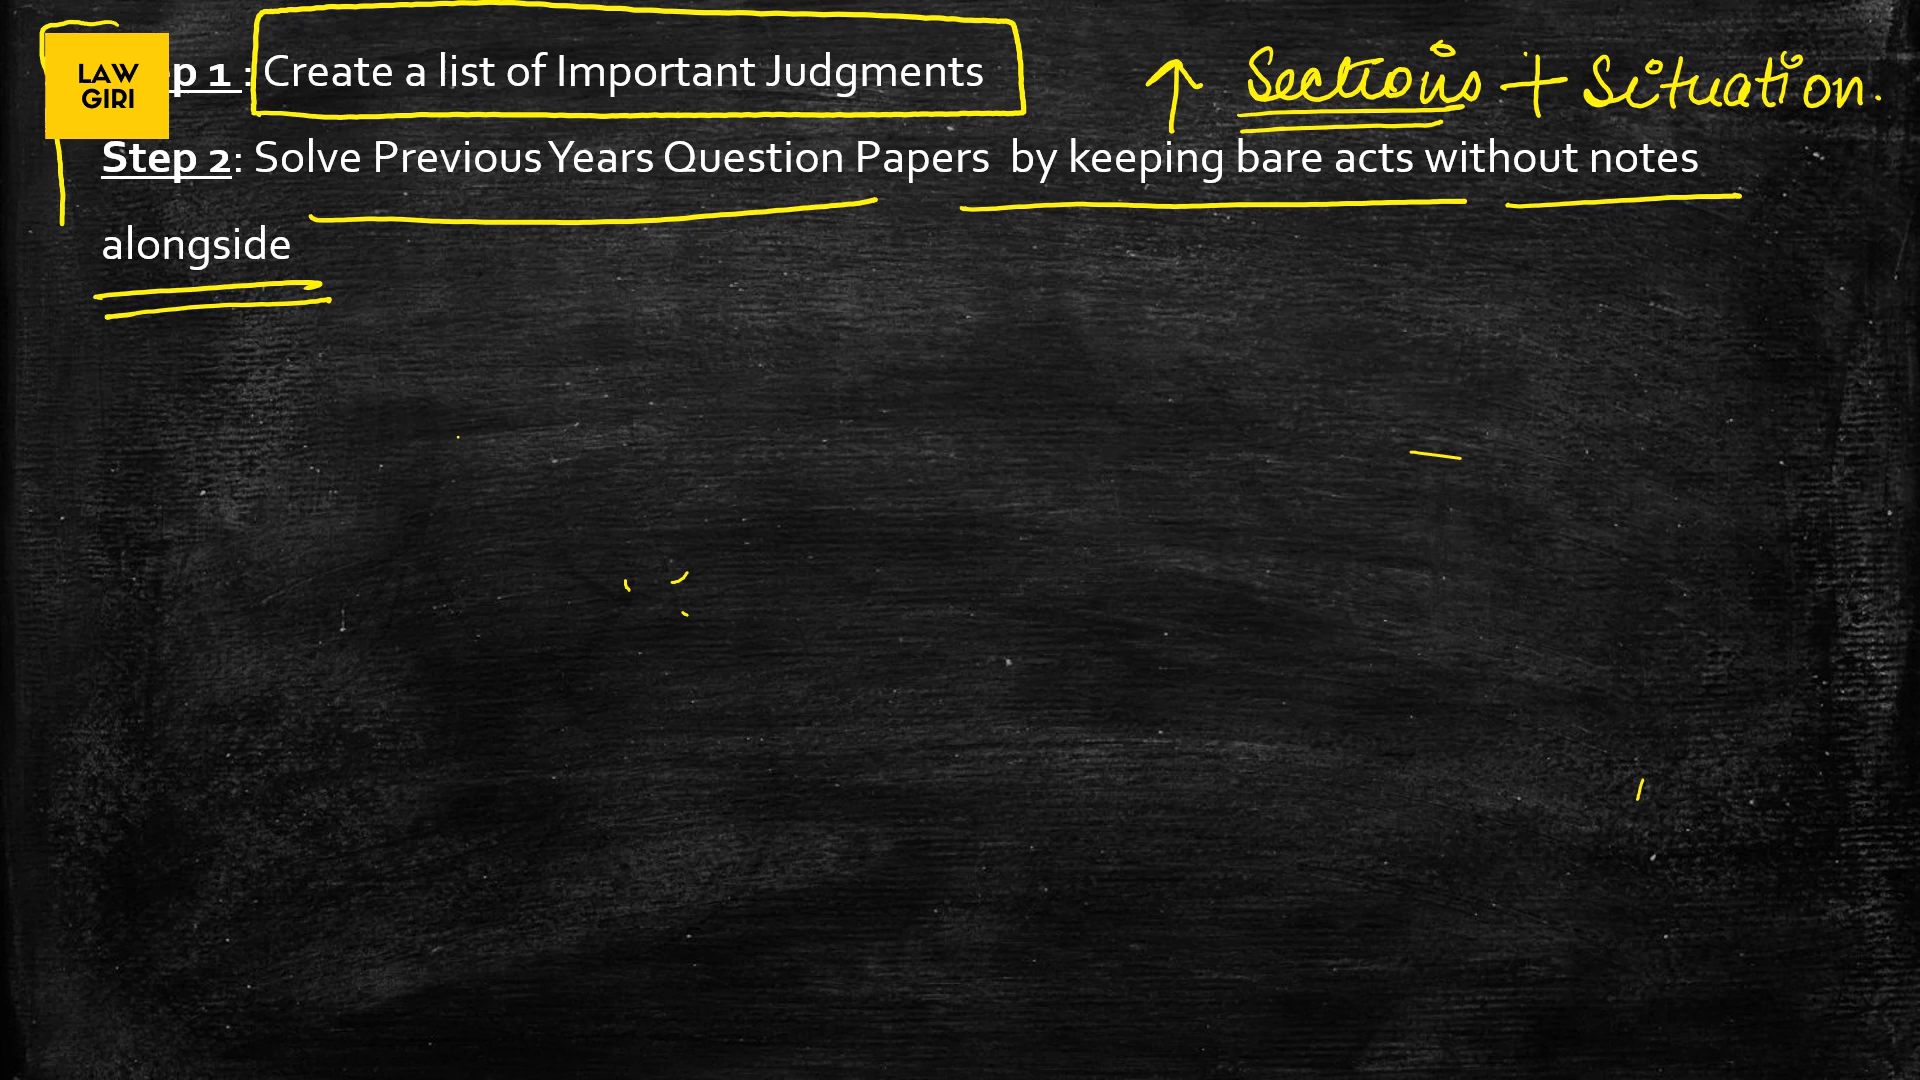 LAW
GIRI
p 1 : Create a list of Important Judgments
↑ Sections + Situation.
Step 2: Solve Previous Years Question Papers by keeping bare acts without notes
alongside